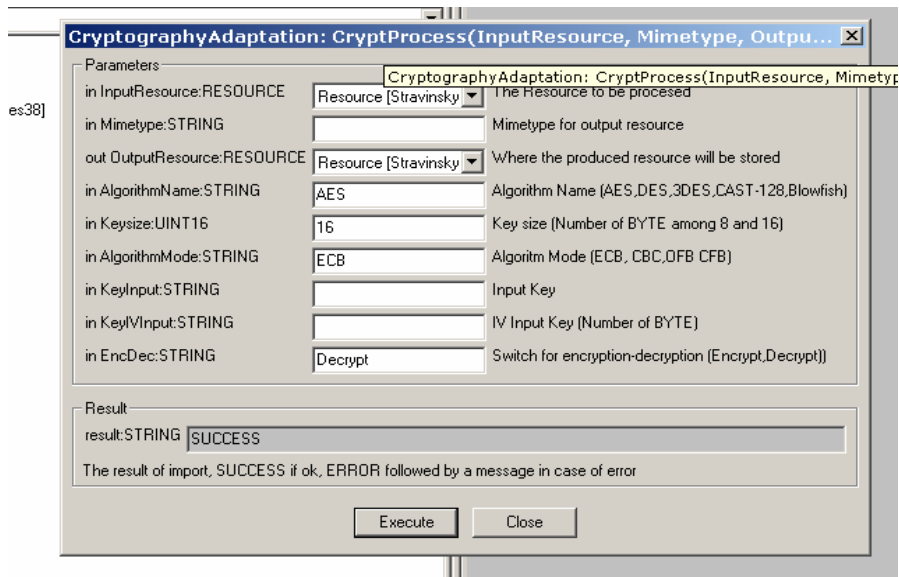 CryptographyAdaptation: CryptProcess(InputResource, Mimetype, Outpu...
Parameters
CryptographyAdaptation: CryptProcess(InputResource, Mimetyp
es38]
in InputResource:RESOURCE Resource [Stravinsky The Resource to be procesed
in Mimetype:STRING Mimetype for output resource
out OutputResource:RESOURCE Resource [Stravinsky Where the produced resource will be stored
in AlgorithmName:STRING AES Algorithm Name (AES,DES,3DES,CAST-128,Blowfish)
in Keysize:UINT16 16 Key size (Number of BYTE among 8 and 16)
in AlgorithmMode:STRING ECB Algoritm Mode (ECB, CBC,OFB CFB)
in KeyInput:STRING Input Key
in KeyIVInput:STRING IV Input Key (Number of BYTE)
in EncDec:STRING Decrypt Switch for encryption-decryption (Encrypt,Decrypt))
Result
result:STRING SUCCESS
The result of import, SUCCESS if ok, ERROR followed by a message in case of error
Execute Close